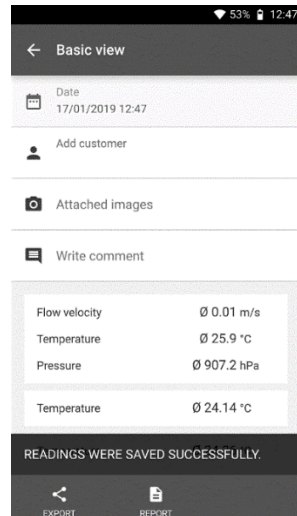 53% 12:47
Basic view
Date
17/01/2019 12:47
Add customer
Attached images
Write comment
Flow velocity Ø 0.01 m/s
Temperature Ø 25.9 °C
Pressure Ø 907.2 hPa
Temperature Ø 24.14 °C
READINGS WERE SAVED SUCCESSFULLY.
EXPORT REPORT